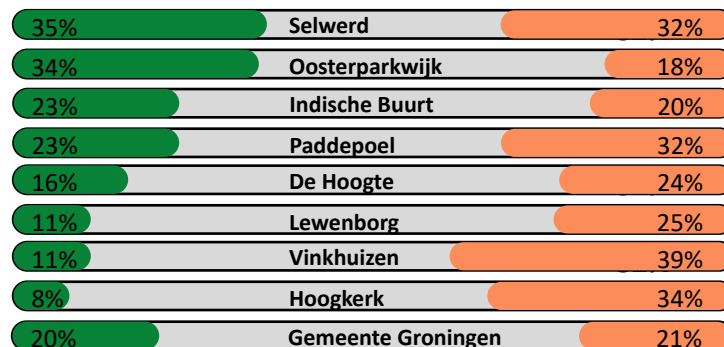 35% Selwerd 32%
34% Oosterparkwijk 18%
23% Indische Buurt 20%
23% Paddepoel 32%
16% De Hoogte 24%
11% Lewenborg 25%
11% Vinkhuizen 39%
8% Hoogkerk 34%
20% Gemeente Groningen 21%